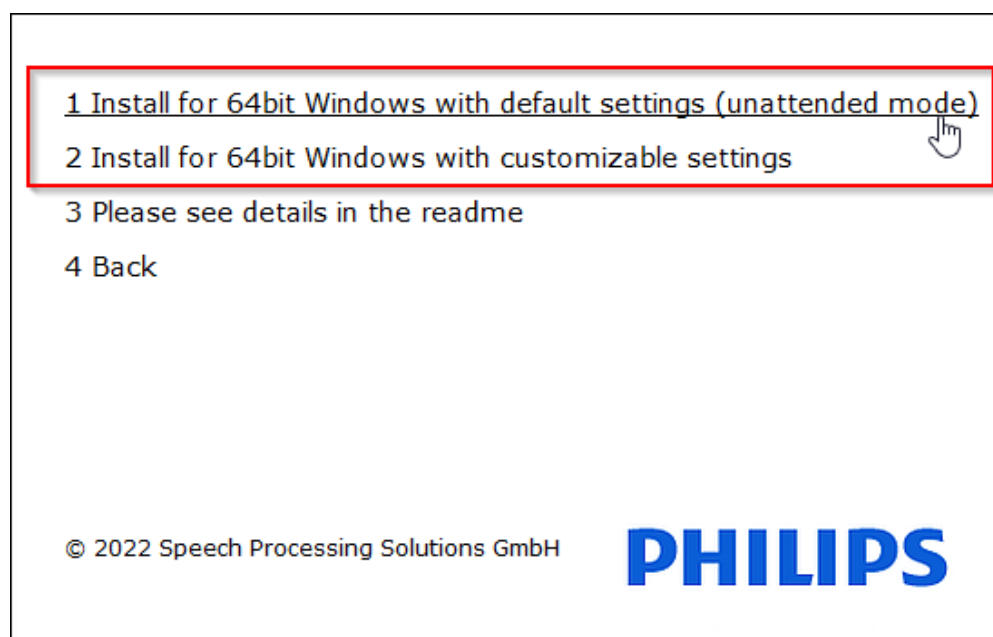 1 Install for 64bit Windows with default settings (unattended mode)
2 Install for 64bit Windows with customizable settings
3 Please see details in the readme
4 Back
© 2022 Speech Processing Solutions GmbH
PHILIPS